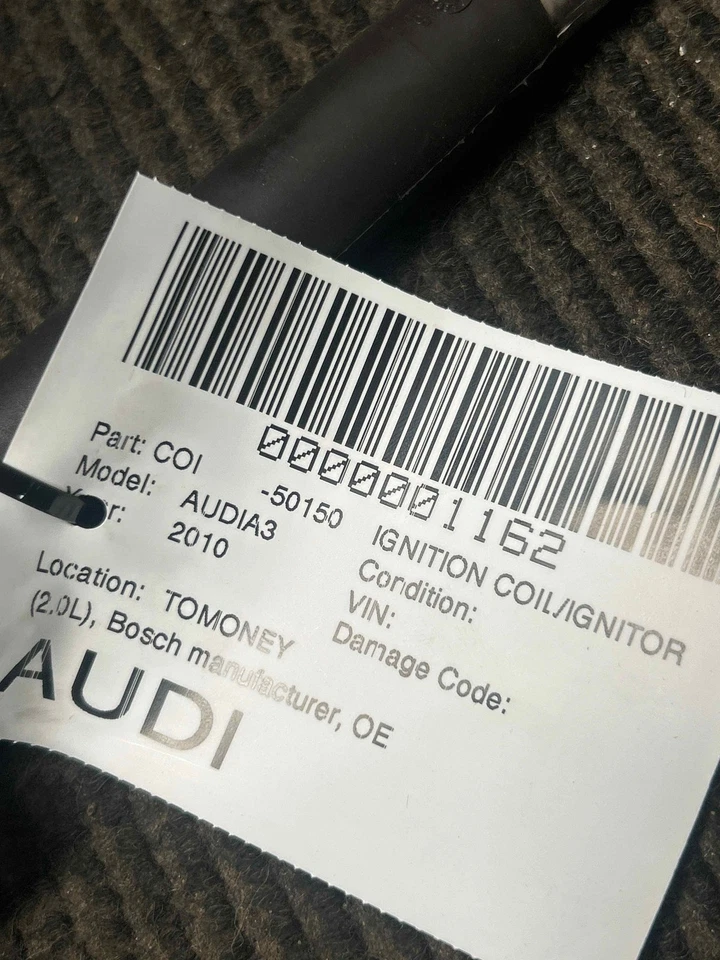 0000001162
Part: COI -50150 IGNITION COIL/IGNITOR
Model: AUDIA3 Condition:
Year: 2010 VIN:
Location: TOMONEY Damage Code:
(2.0L), Bosch manufacturer, OE
AUDI